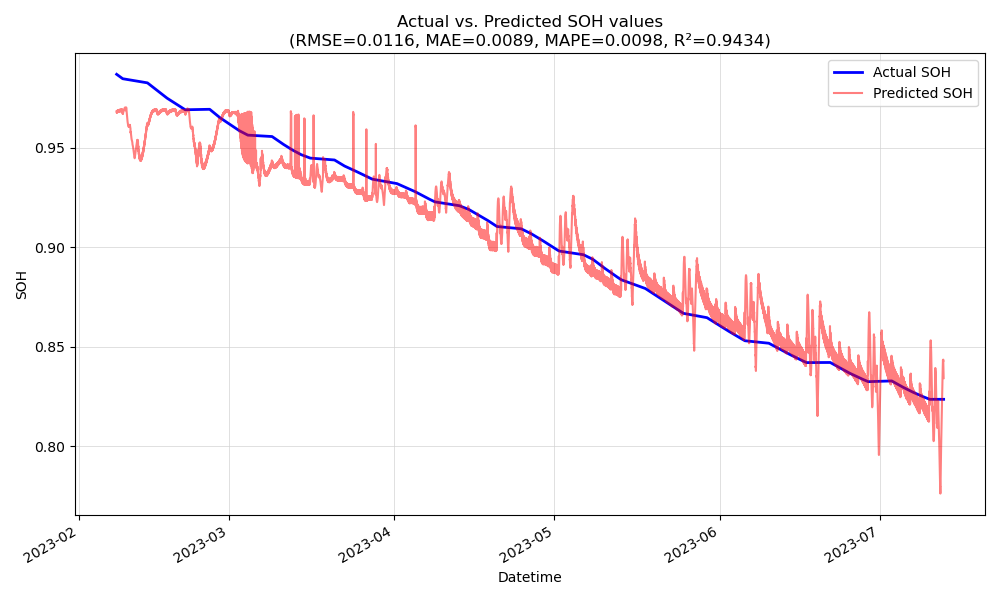 Actual vs. Predicted SOH values
(RMSE=0.0116, MAE=0.0089, MAPE=0.0098, R²=0.9434)
Actual SOH
Predicted SOH
0.95
0.90
0.85
0.80
SOH
2023-02
2023-03
2023-04
2023-05
2023-06
2023-07
Datetime